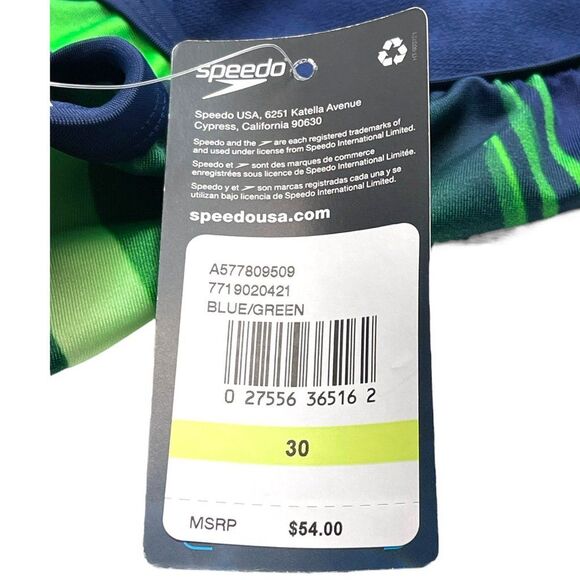 speedo
Speedo USA, 6251 Katella Avenue
Cypress, California 90630
Speedo and the are each registered trademarks of
and used under license from Speedo International Limited.
Speedo et sont des marques de commerce
enregistrées sous licence de Speedo International Limitée.
Speedo y et son marcas registradas cada una y se
utilizan bajo licencia de Speedo International Limited.
speedousa.com
A577809509
7719020421
BLUE/GREEN
0 27556 36516 2
30
MSRP $54.00